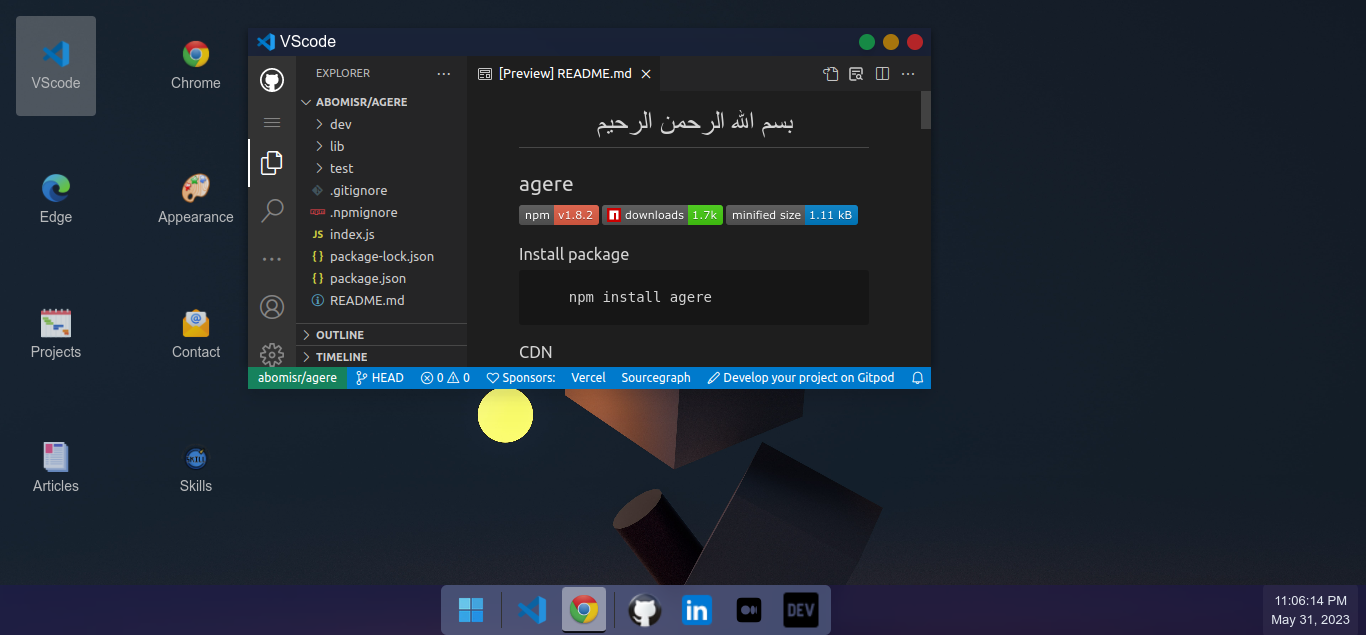 VScode
Chrome
Edge
Appearance
Projects
Contact
Articles
Skills
VScode
EXPLORER
ABOMISR/AGERE
dev
lib
test
.gitignore
.npmignore
index.js
package-lock.json
package.json
README.md
OUTLINE
TIMELINE
[Preview] README.md
بسم الله الرحمن الرحيم
agere
npm v1.8.2 downloads 1.7k minified size 1.11 kB
Install package
npm install agere
CDN
abomisr/agere HEAD 0 0 Sponsors: Vercel Sourcegraph Develop your project on Gitpod
in
DEV
11:06:14 PM
May 31, 2023